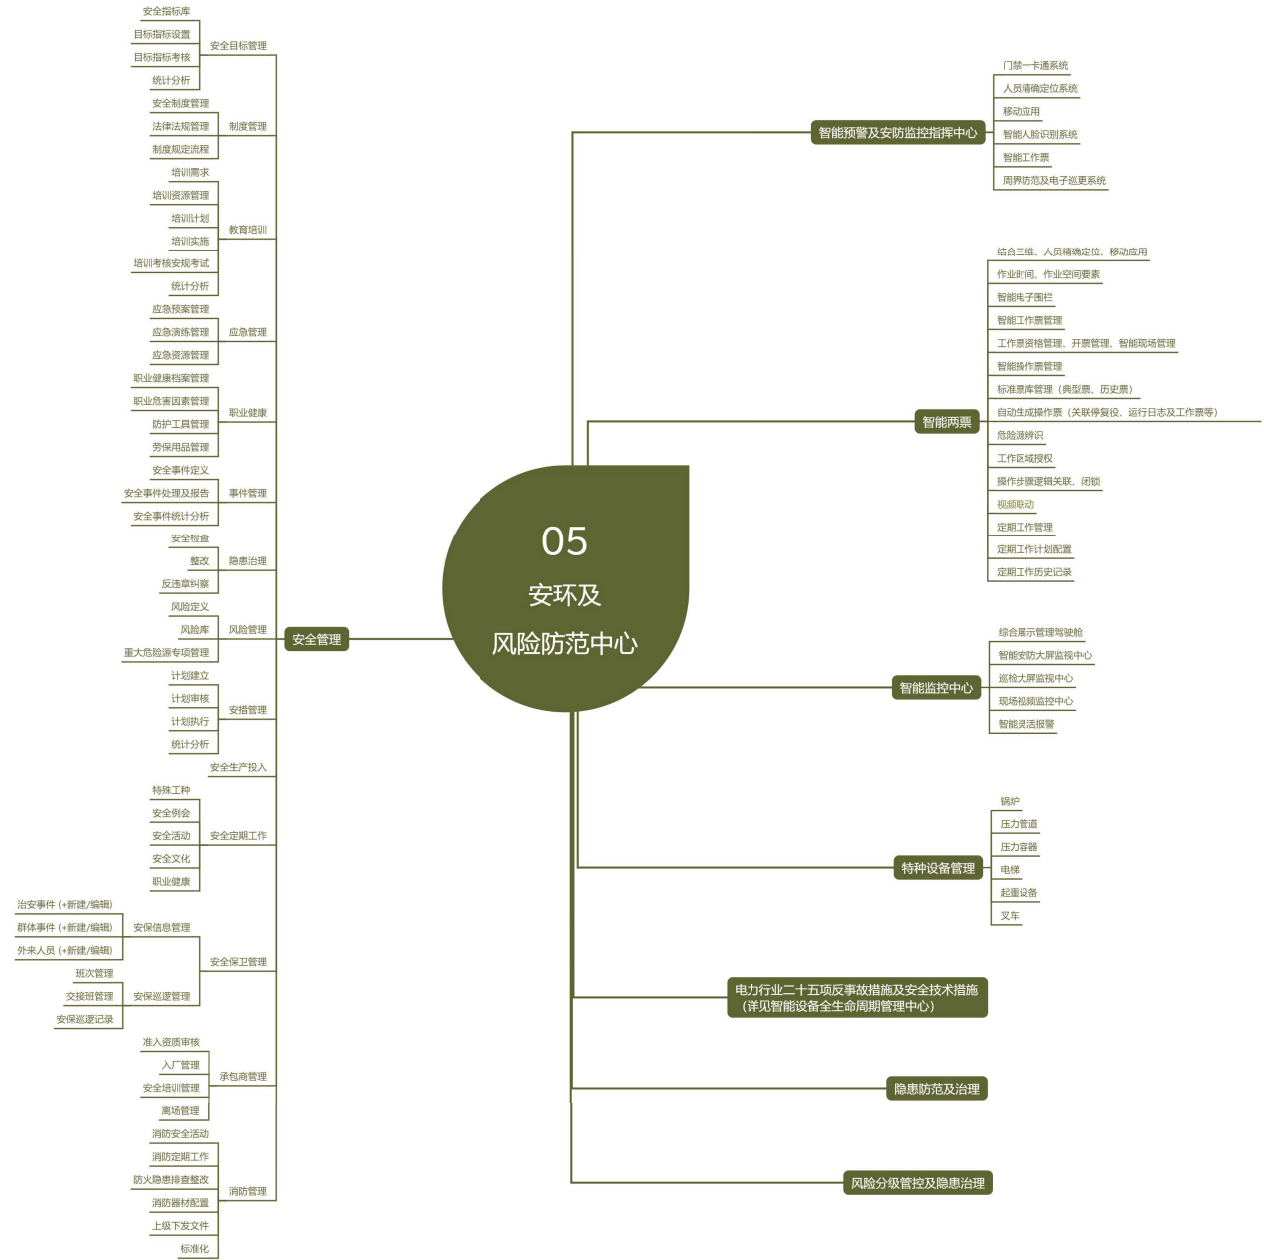 05
安环及
风险防范中心
安全管理
安全目标管理
安全指标库
目标指标设置
目标指标考核
统计分析
制度管理
安全制度管理
法律法规管理
制度规定流程
教育培训
培训需求
培训资源管理
培训计划
培训实施
培训考核安规考试
统计分析
应急管理
应急预案管理
应急演练管理
应急资源管理
职业健康
职业健康档案管理
职业危害因素管理
防护工具管理
劳保用品管理
事件管理
安全事件定义
安全事件处理及报告
安全事件统计分析
隐患治理
安全检查
整改
反违章纠察
风险管理
风险定义
风险库
重大危险源专项管理
安措管理
计划建立
计划审核
计划执行
统计分析
安全生产投入
安全定期工作
特殊工种
安全例会
安全活动
安全文化
职业健康
安全保卫管理
安保信息管理
治安事件 (+新建/编辑)
群体事件 (+新建/编辑)
外来人员 (+新建/编辑)
安保巡逻管理
班次管理
交接班管理
安保巡逻记录
承包商管理
准入资质审核
入厂管理
安全培训管理
离场管理
消防管理
消防安全活动
消防定期工作
防火隐患排查整改
消防器材配置
上级下发文件
标准化
智能预警及安防监控指挥中心
门禁一卡通系统
人员精确定位系统
移动应用
智能人脸识别系统
智能工作票
周界防范及电子巡更系统
智能两票
结合三维、人员精确定位、移动应用
作业时间、作业空间要素
智能电子围栏
智能工作票管理
工作票资格管理、开票管理、智能现场管理
智能操作票管理
标准票库管理（典型票、历史票）
自动生成操作票（关联停复役、运行日志及工作票等）
危险源辨识
工作区域授权
操作步骤逻辑关联、闭锁
视频联动
定期工作管理
定期工作计划配置
定期工作历史记录
智能监控中心
综合展示管理驾驶舱
智能安防大屏监视中心
巡检大屏监视中心
现场视频监控中心
智能灵活报警
特种设备管理
锅炉
压力管道
压力容器
电梯
起重设备
叉车
电力行业二十五项反事故措施及安全技术措施
（详见智能设备全生命周期管理中心）
隐患防范及治理
风险分级管控及隐患治理